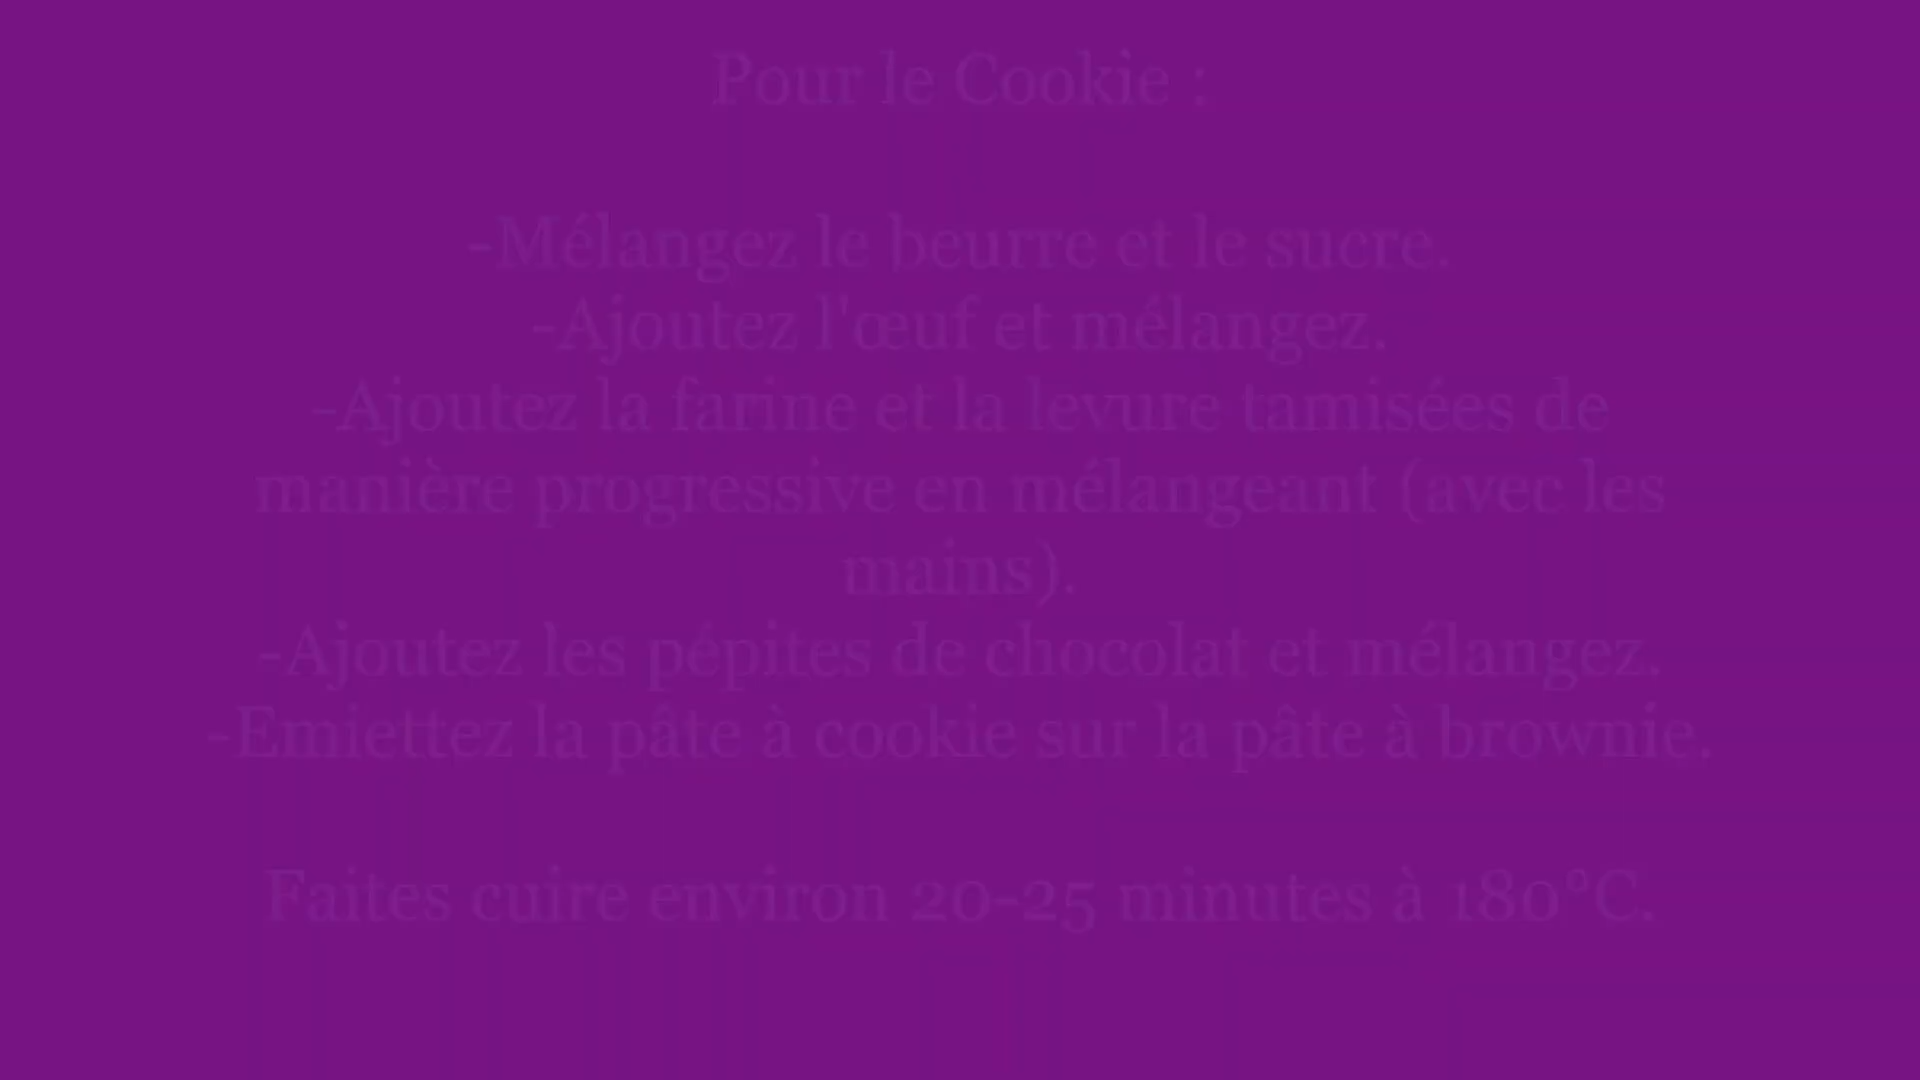 Pour le Cookie :
-Mélangez le beurre et le sucre.
-Ajoutez l'œuf et mélangez.
-Ajoutez la farine et la levure tamisées de
manière progressive en mélangeant (avec les
mains).
-Ajoutez les pépites de chocolat et mélangez.
-Emiettez la pâte à cookie sur la pâte à brownie.
Faites cuire environ 20-25 minutes à 180°C.